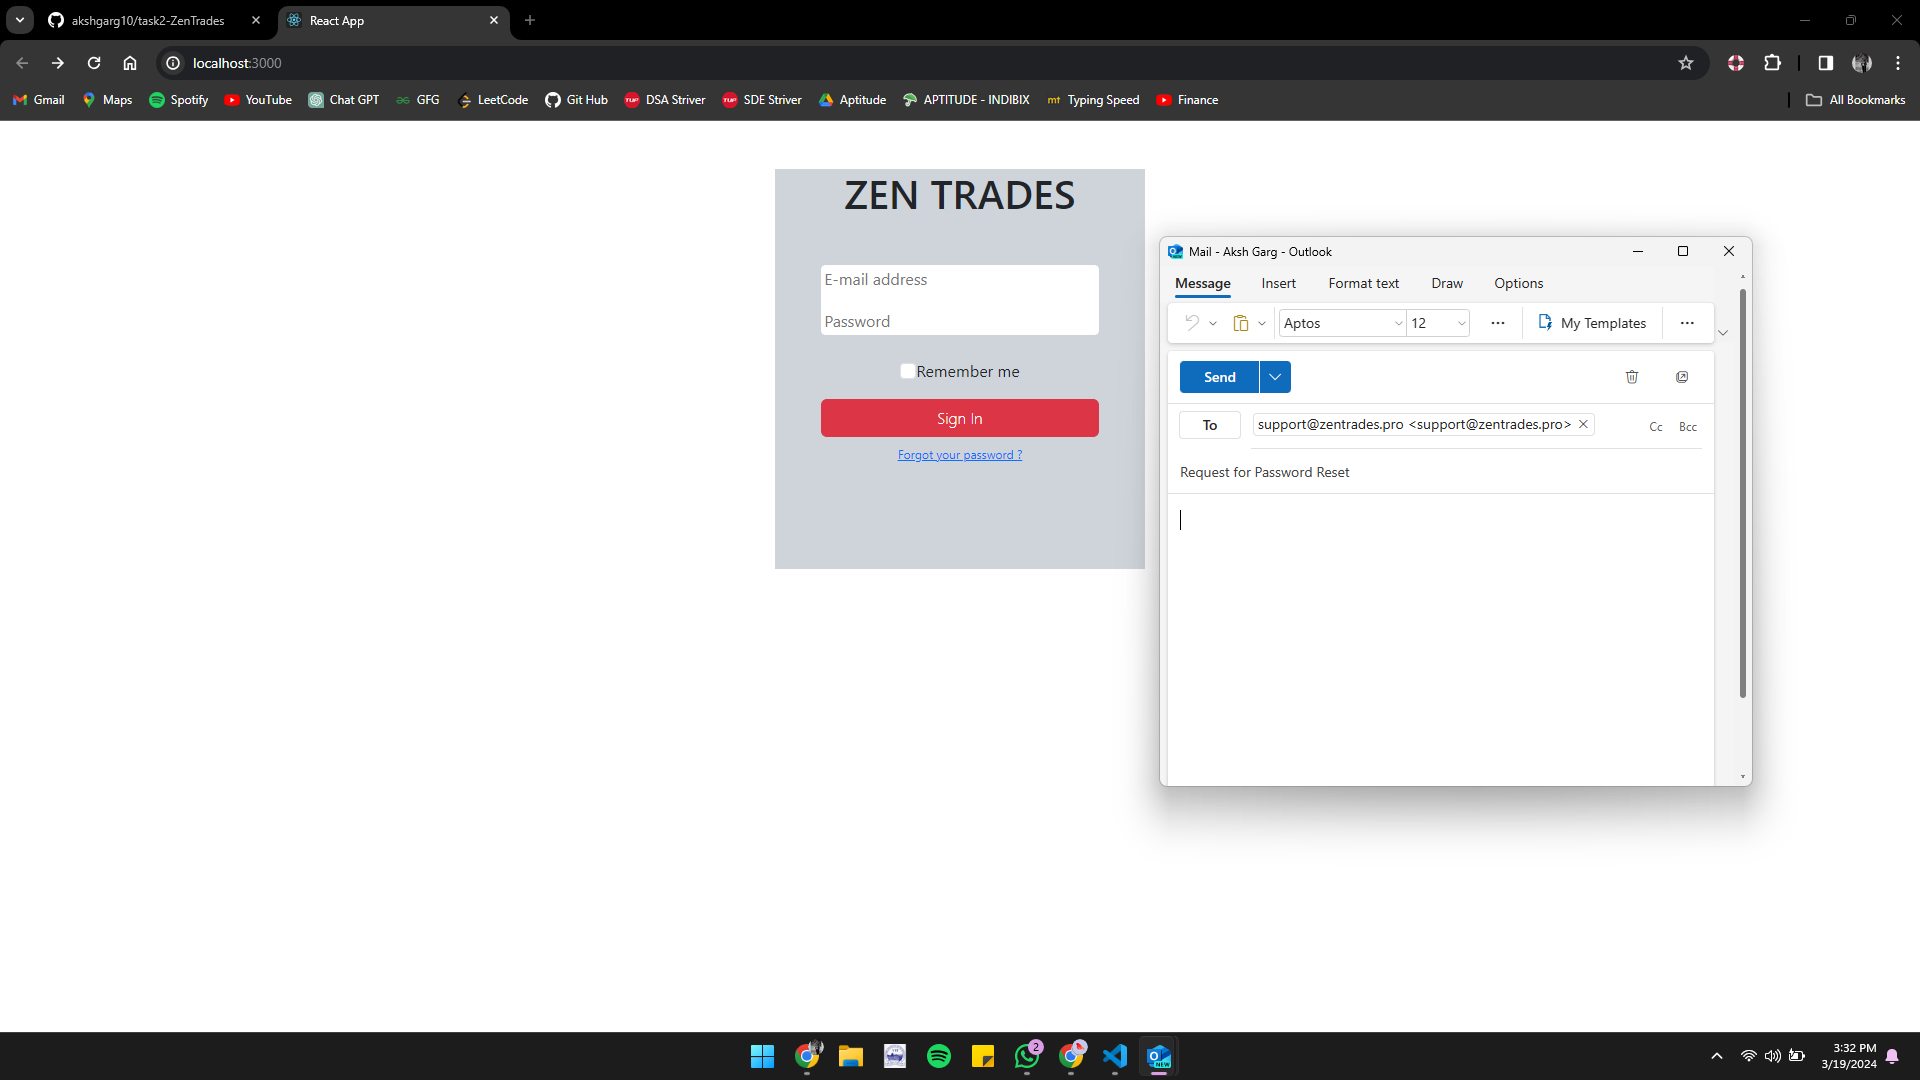 akshgarg10/task2-ZenTrades
React App
localhost:3000
Gmail Maps Spotify YouTube Chat GPT GFG LeetCode Git Hub DSA Striver SDE Striver Aptitude APTITUDE - INDIBIX mt Typing Speed Finance All Bookmarks
ZEN TRADES
E-mail address
Password
Remember me
Sign In
Forgot your password ?
Mail - Aksh Garg - Outlook
Message Insert Format text Draw Options
Aptos 12 My Templates
Send
To support@zentrades.pro <support@zentrades.pro> Cc Bcc
Request for Password Reset
2
NEW
3:32 PM
3/19/2024